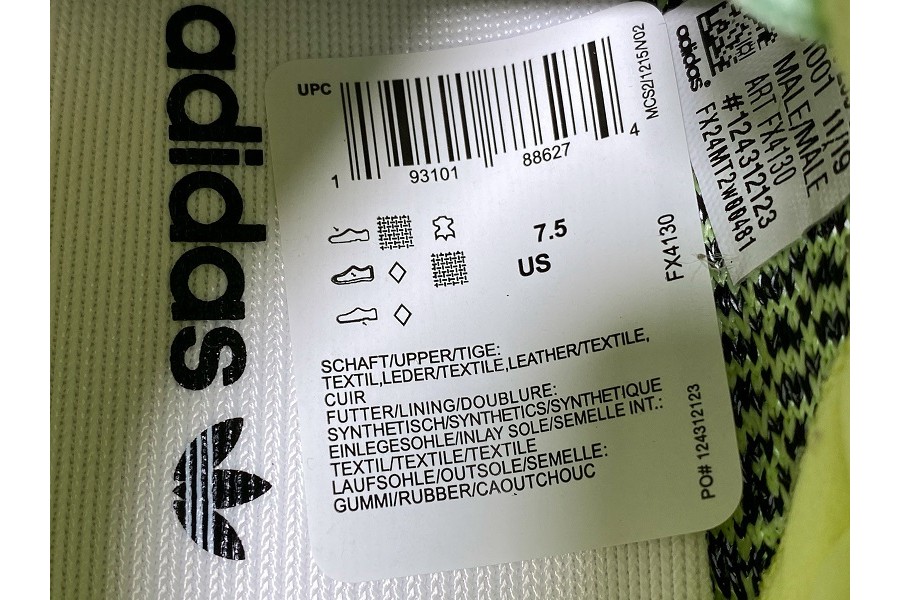 adidas
UPC
1 93101 88627 4
MCS2/1215/V02
7.5
US
FX4130
SCHAFT/UPPER/TIGE:
TEXTIL,LEDER/TEXTILE,LEATHER/TEXTILE,
CUIR
FUTTER/LINING/DOUBLURE:
SYNTHETISCH/SYNTHETICS/SYNTHETIQUE
EINLEGESOHLE/INLAY SOLE/SEMELLE INT.:
TEXTIL/TEXTILE/TEXTILE
LAUFSOHLE/OUTSOLE/SEMELLE:
GUMMI/RUBBER/CAOUTCHOUC
PO# 124312123
adidas
11/19
MALE/MALE
ART FX4130
#124312123
FX24MT2W00481